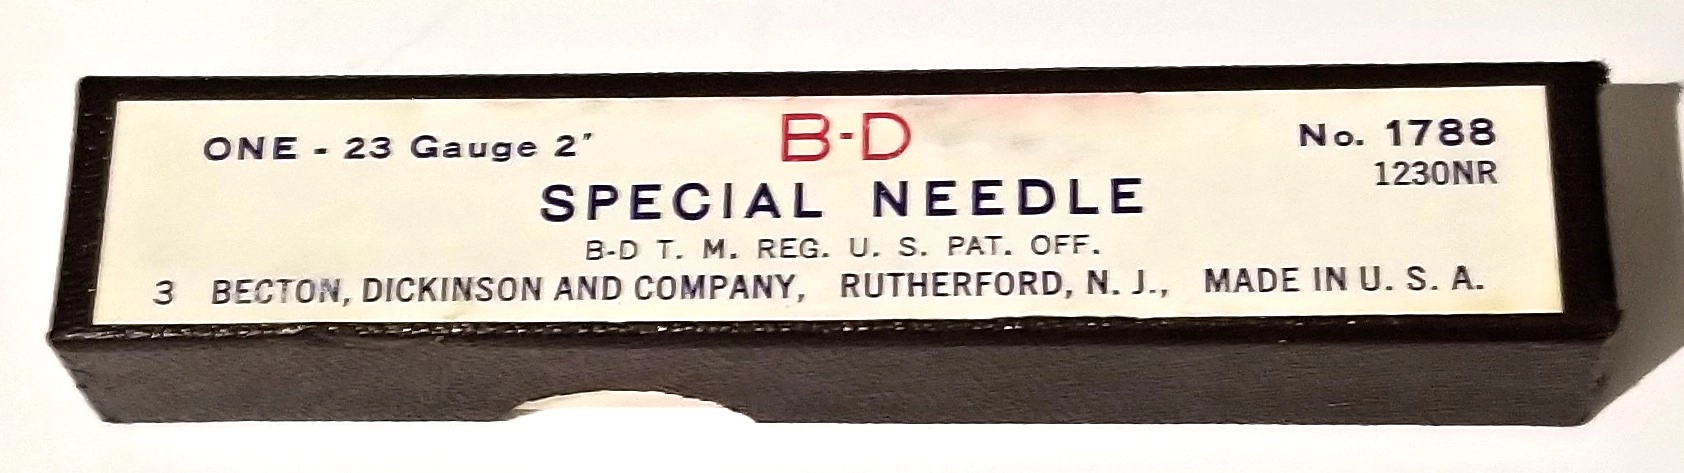 ONE - 23 Gauge 2" B-D No. 1788
1230NR
SPECIAL NEEDLE
B-D T. M. REG. U. S. PAT. OFF.
3 BECTON, DICKINSON AND COMPANY, RUTHERFORD, N. J., MADE IN U. S. A.